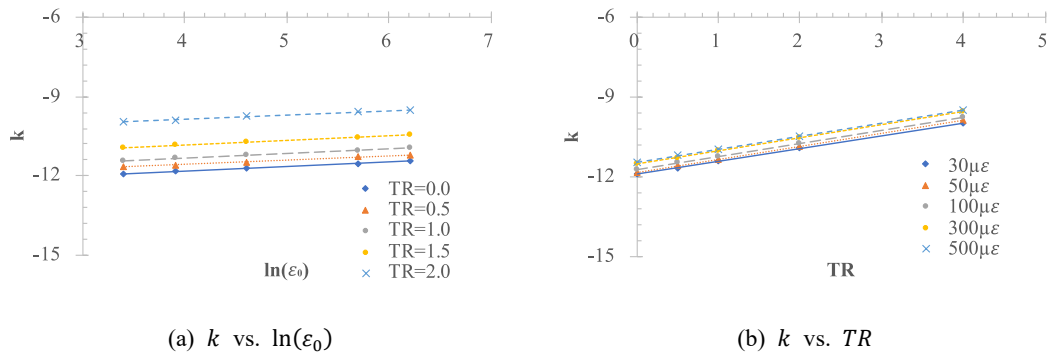 -6
3 4 5 6 7
-9
k
-12
-15
ln(ε₀)
TR=0.0
TR=0.5
TR=1.0
TR=1.5
TR=2.0
(a) k vs. ln(ε₀)
-6
0 1 2 3 4 5
-9
k
-12
-15
TR
30με
50με
100με
300με
500με
(b) k vs. TR